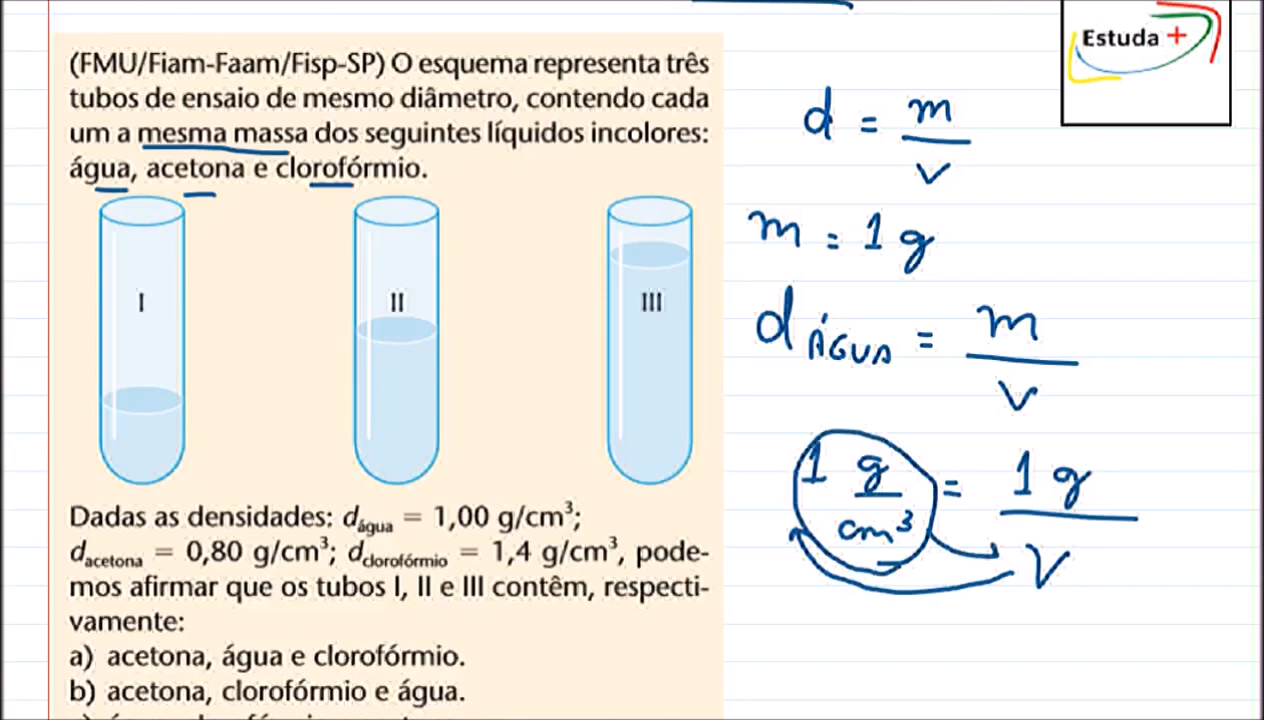 (FMU/Fiam-Faam/Fisp-SP) O esquema representa três
tubos de ensaio de mesmo diâmetro, contendo cada
um a mesma massa dos seguintes líquidos incolores:
água, acetona e clorofórmio.
I
II
III
Dadas as densidades: dágua = 1,00 g/cm³;
dacetona = 0,80 g/cm³; dclorofórmio = 1,4 g/cm³, pode-
mos afirmar que os tubos I, II e III contêm, respecti-
vamente:
a) acetona, água e clorofórmio.
b) acetona, clorofórmio e água.
Estuda +
d = m
v
m = 1 g
d ÁGUA = m
V
1 g = 1 g
cm³ V